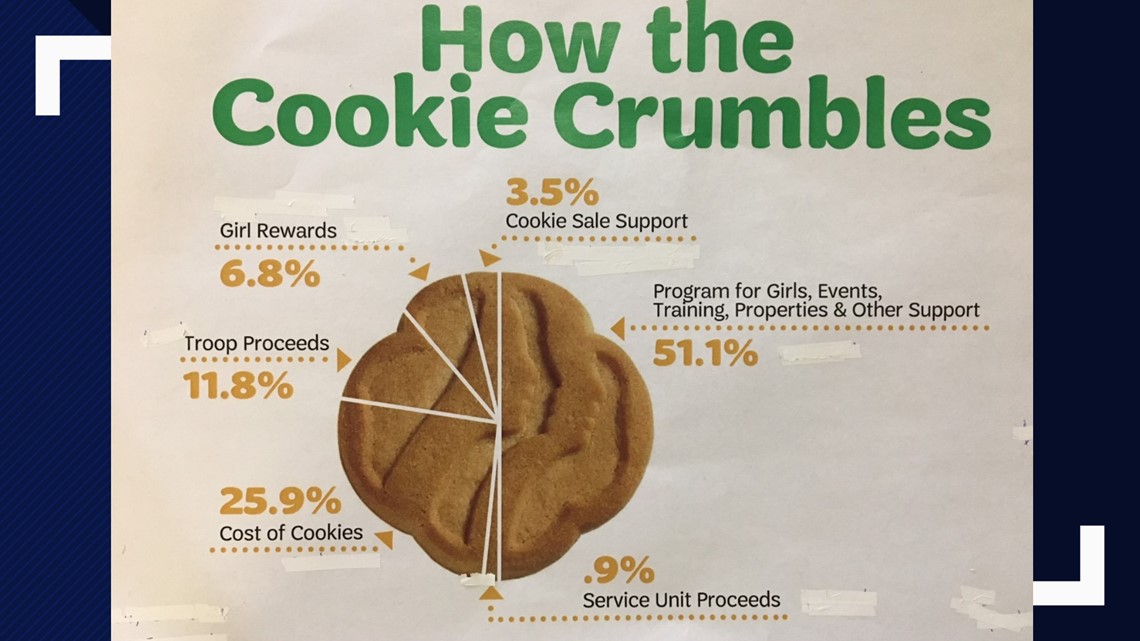 How the
Cookie Crumbles
3.5%
Cookie Sale Support
Girl Rewards
6.8%
Program for Girls, Events,
Training, Properties & Other Support
51.1%
Troop Proceeds
11.8%
25.9%
Cost of Cookies
.9%
Service Unit Proceeds